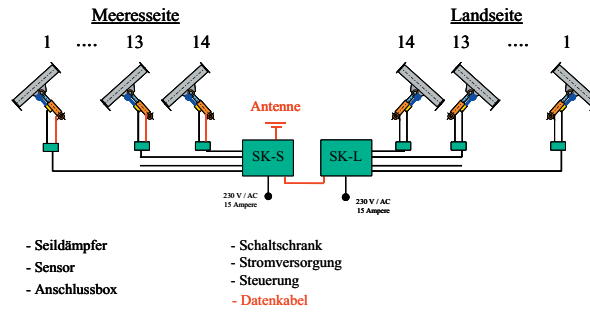 Meeresseite
Landseite
1 .... 13 14
14 13 .... 1
Antenne
SK-S
SK-L
230 V / AC
15 Ampere
230 V / AC
15 Ampere
- Seildämpfer
- Sensor
- Anschlussbox
- Schaltschrank
- Stromversorgung
- Steuerung
- Datenkabel